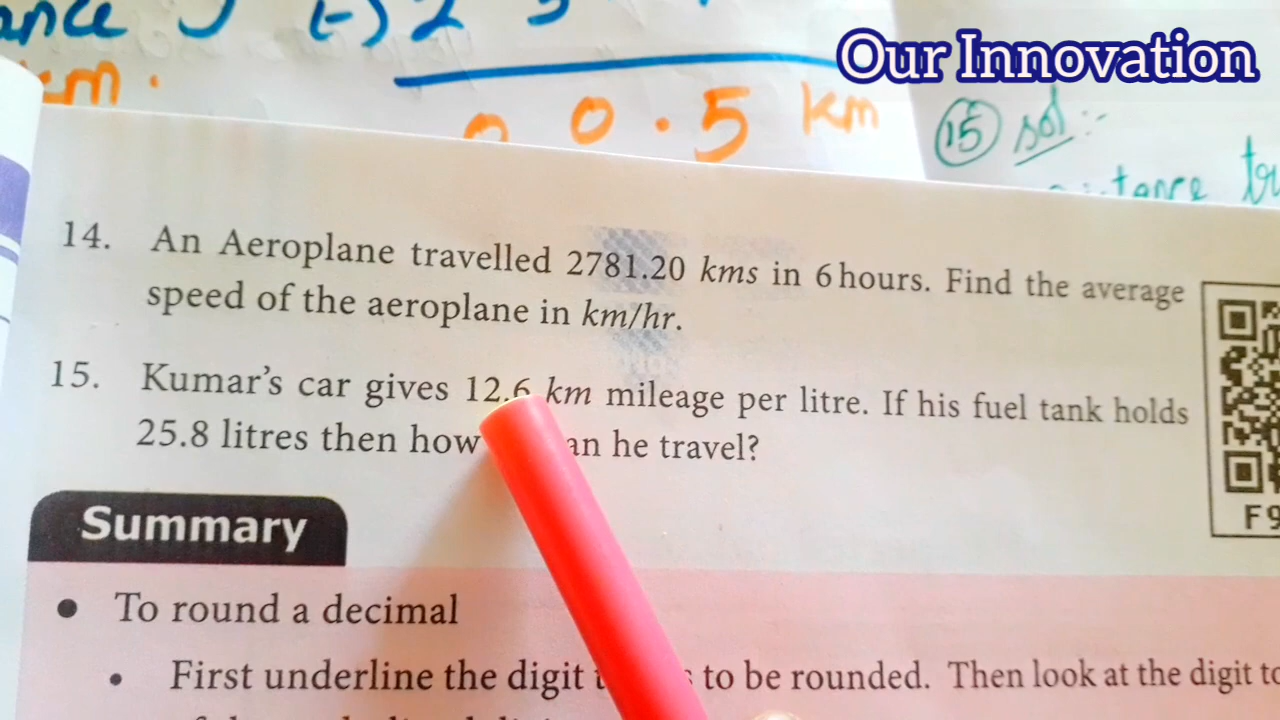 Our Innovation
km.
0.5 km
15 sol:-
14. An Aeroplane travelled 2781.20 kms in 6 hours. Find the average
speed of the aeroplane in km/hr.
15. Kumar's car gives 12.6 km mileage per litre. If his fuel tank holds
25.8 litres then how an he travel?
Summary
• To round a decimal
• First underline the digit to be rounded. Then look at the digit